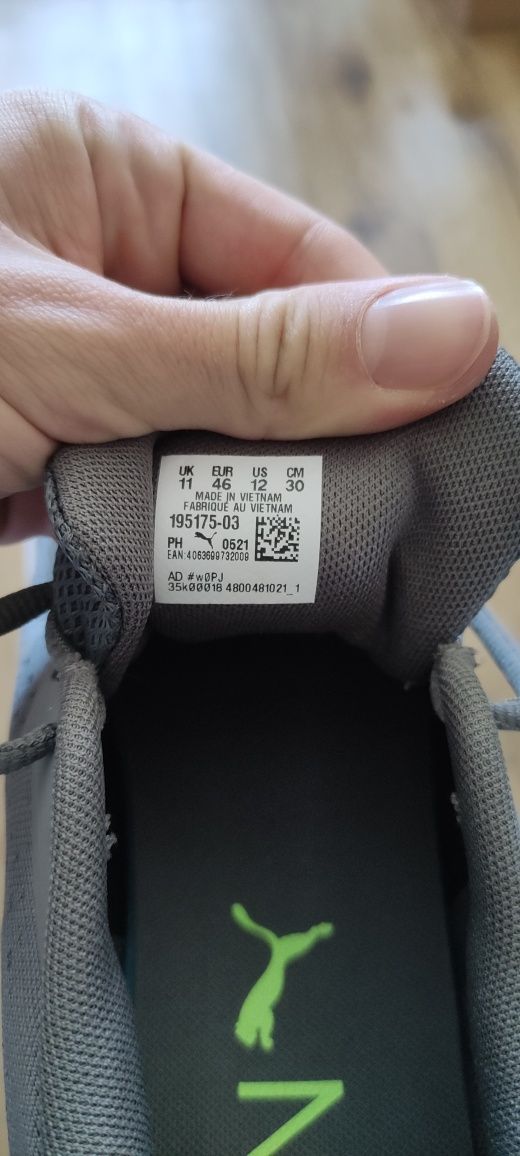 UK EUR US CM
11 46 12 30
MADE IN VIETNAM
FABRIQUÉ AU VIETNAM
195175-03
PH 0521
EAN:4063699732009
AD #w0PJ
35k00016 4800481021_1